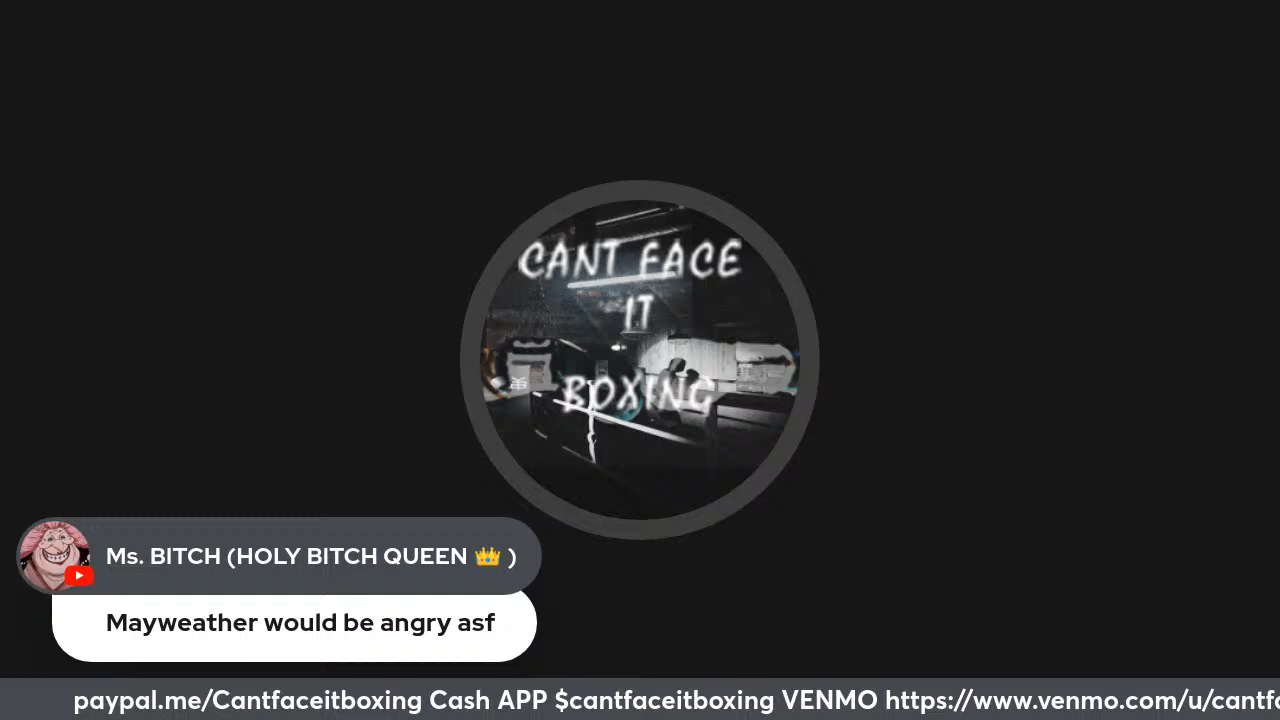 CANT FACE
IT
BOXING
Ms. BITCH (HOLY BITCH QUEEN 👑 )
Mayweather would be angry asf
paypal.me/Cantfaceitboxing Cash APP $cantfaceitboxing VENMO https://www.venmo.com/u/cantfa